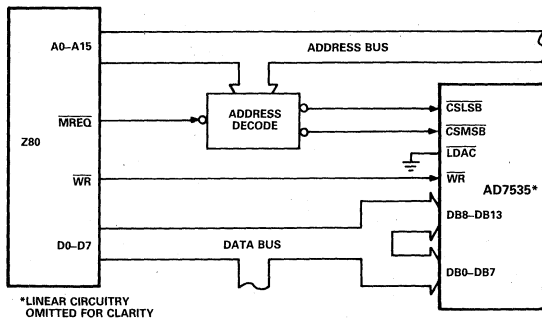 A0–A15
ADDRESS BUS
MREQ
ADDRESS
DECODE
CSLSB
CSMSB
LDAC
Z80
WR
WR
AD7535*
DB8–DB13
D0–D7
DATA BUS
DB0–DB7
*LINEAR CIRCUITRY
OMITTED FOR CLARITY